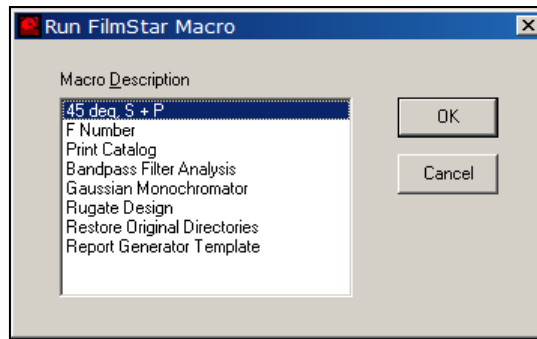 Run FilmStar Macro
Macro Description
45 deg, S + P
F Number
Print Catalog
Bandpass Filter Analysis
Gaussian Monochromator
Rugate Design
Restore Original Directories
Report Generator Template
OK
Cancel